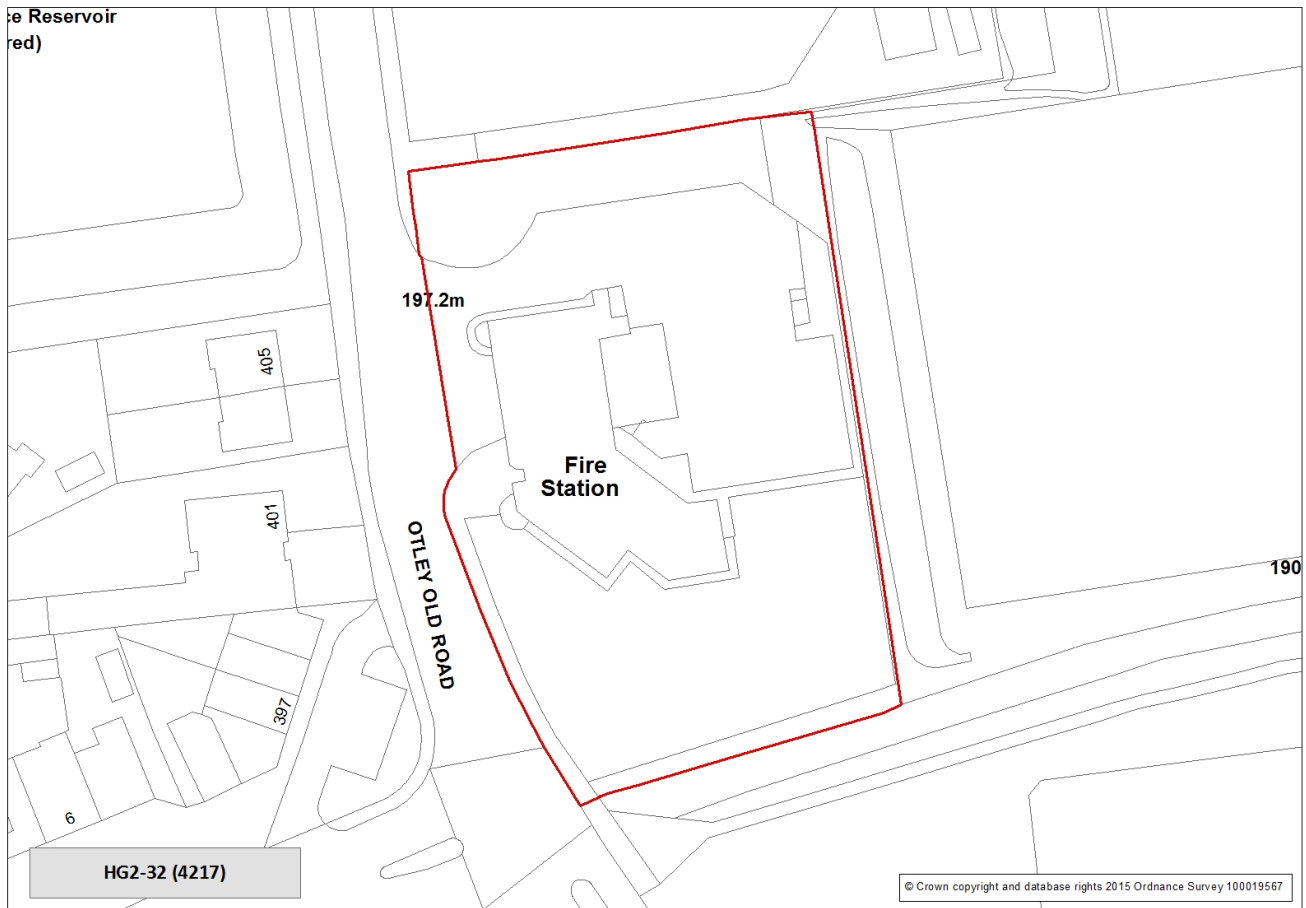 ce Reservoir
red)
197.2m
405
Fire
Station
401
OTLEY OLD ROAD
190
397
6
HG2-32 (4217)
© Crown copyright and database rights 2015 Ordnance Survey 100019567